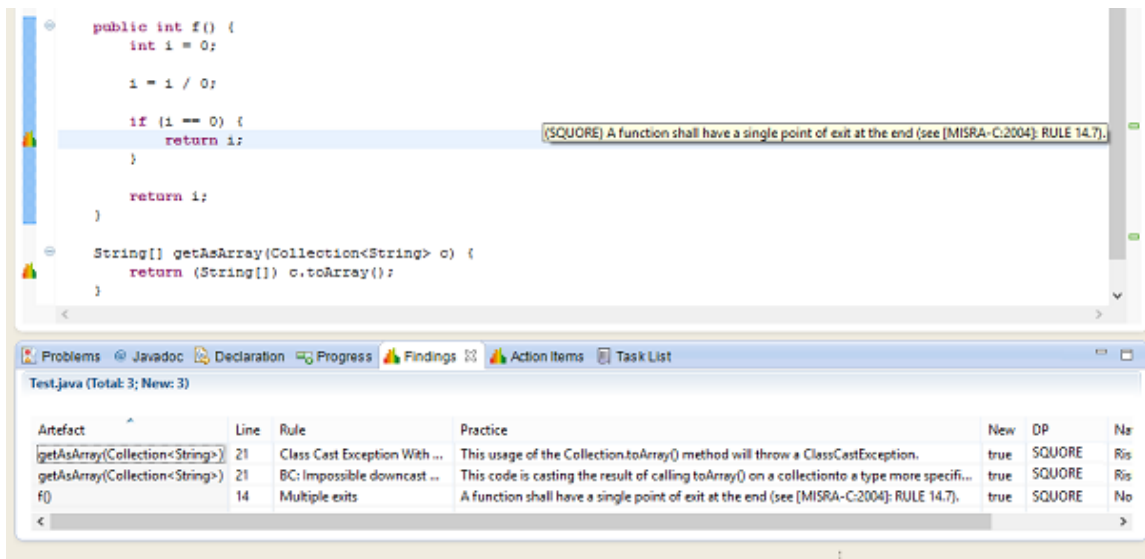 public int f() {
int i = 0;
i = i / 0;
if (i == 0) {
return i;
(SQUORE) A function shall have a single point of exit at the end (see [MISRA-C:2004]: RULE 14.7).
}
return i;
}
String[] getAsArray(Collection<String> c) {
return (String[]) c.toArray();
}
Problems @ Javadoc Declaration Progress Findings Action Items Task List
Test.java (Total: 3; New: 3)
Artefact Line Rule Practice New DP Na
getAsArray(Collection<String>) 21 Class Cast Exception With ... This usage of the Collection.toArray() method will throw a ClassCastException. true SQUORE Ris
getAsArray(Collection<String>) 21 BC: Impossible downcast ... This code is casting the result of calling toArray() on a collectionto a type more specifi... true SQUORE Ris
f() 14 Multiple exits A function shall have a single point of exit at the end (see [MISRA-C:2004]: RULE 14.7). true SQUORE No